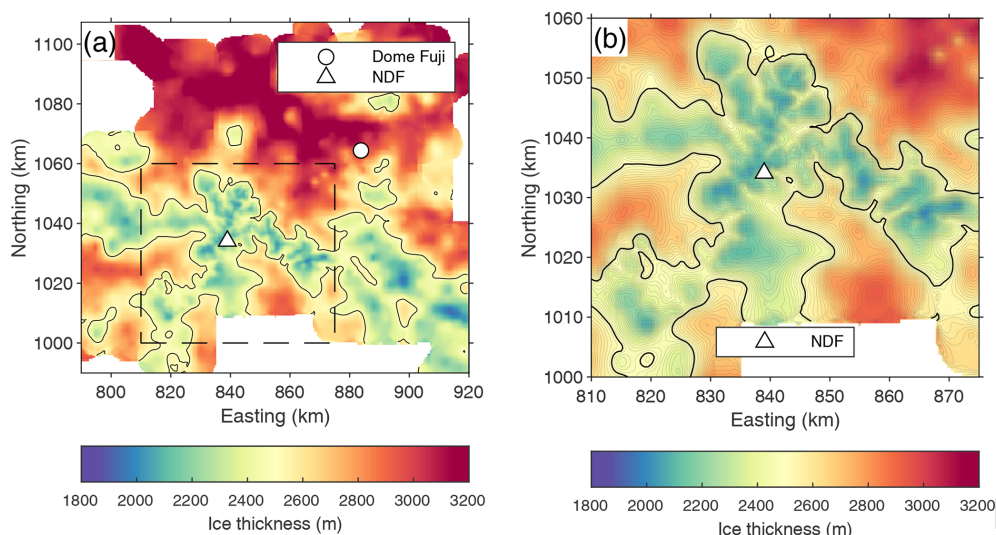 (a)
Dome Fuji
NDF
1100
1080
1060
1040
1020
1000
Northing (km)
800 820 840 860 880 900 920
Easting (km)
1800 2000 2200 2400 2600 2800 3000 3200
Ice thickness (m)
(b)
1060
1050
1040
1030
1020
1010
1000
Northing (km)
NDF
810 820 830 840 850 860 870
Easting (km)
1800 2000 2200 2400 2600 2800 3000 3200
Ice thickness (m)